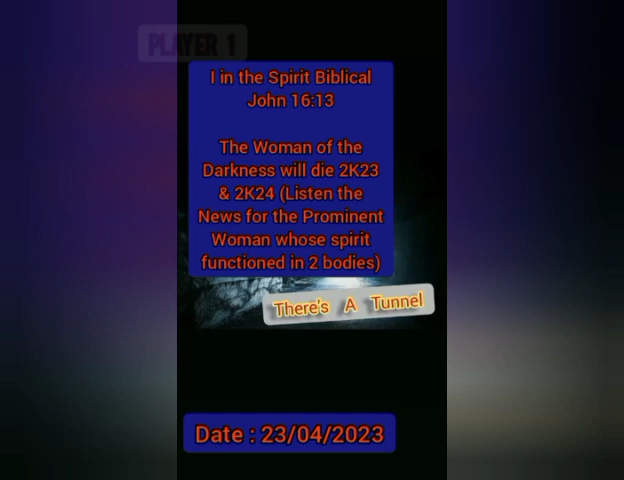 PLAYER 1
I in the Spirit Biblical
John 16:13
The Woman of the
Darkness will die 2K23
& 2K24 (Listen the
News for the Prominent
Woman whose spirit
functioned in 2 bodies)
There's A Tunnel
Date : 23/04/2023